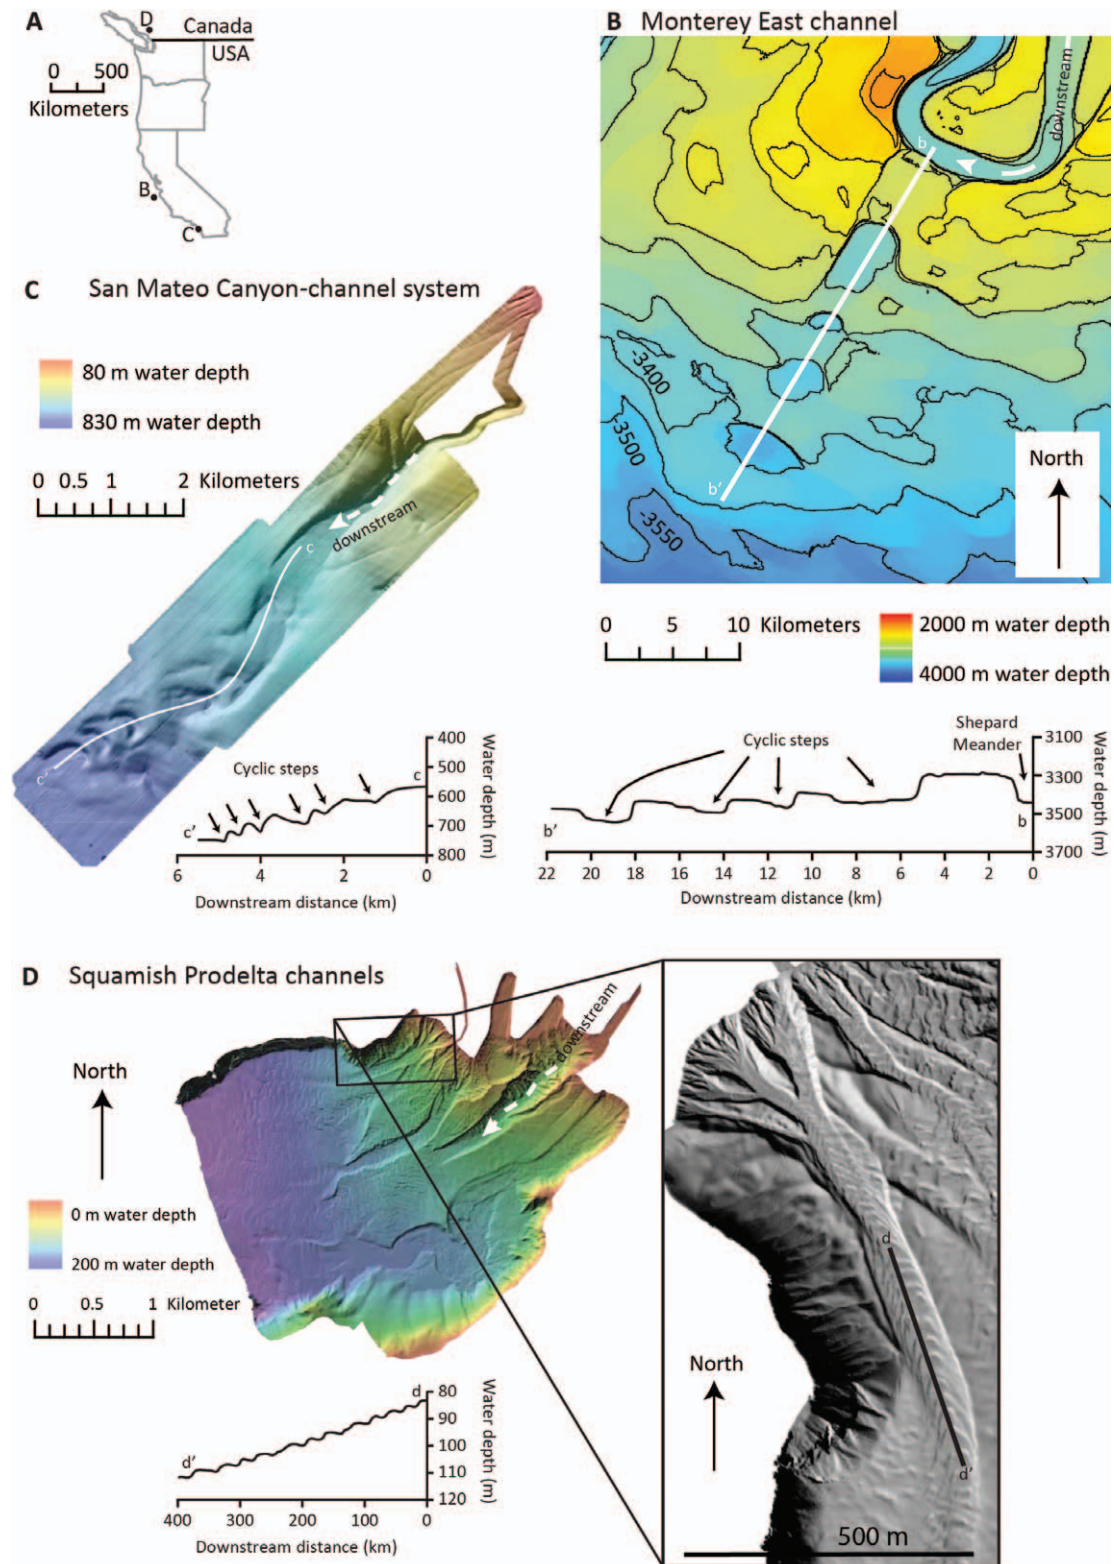 A
D
Canada
USA
0 500
Kilometers
B
C
B Monterey East channel
downstream
b
b'
-3400
-3500
-3550
North
0 5 10 Kilometers
2000 m water depth
4000 m water depth
C San Mateo Canyon-channel system
80 m water depth
830 m water depth
0 0.5 1 2 Kilometers
downstream
c
c'
Cyclic steps
c
c'
400
500
600
700
800
Water depth (m)
6 4 2 0
Downstream distance (km)
Cyclic steps
Shepard
Meander
b'
b
3100
3300
3500
3700
Water depth (m)
22 20 18 16 14 12 10 8 6 4 2 0
Downstream distance (km)
D Squamish Prodelta channels
downstream
North
0 m water depth
200 m water depth
0 0.5 1 Kilometer
d
d'
80
90
100
110
120
Water depth (m)
400 300 200 100 0
Downstream distance (km)
d
d'
North
500 m